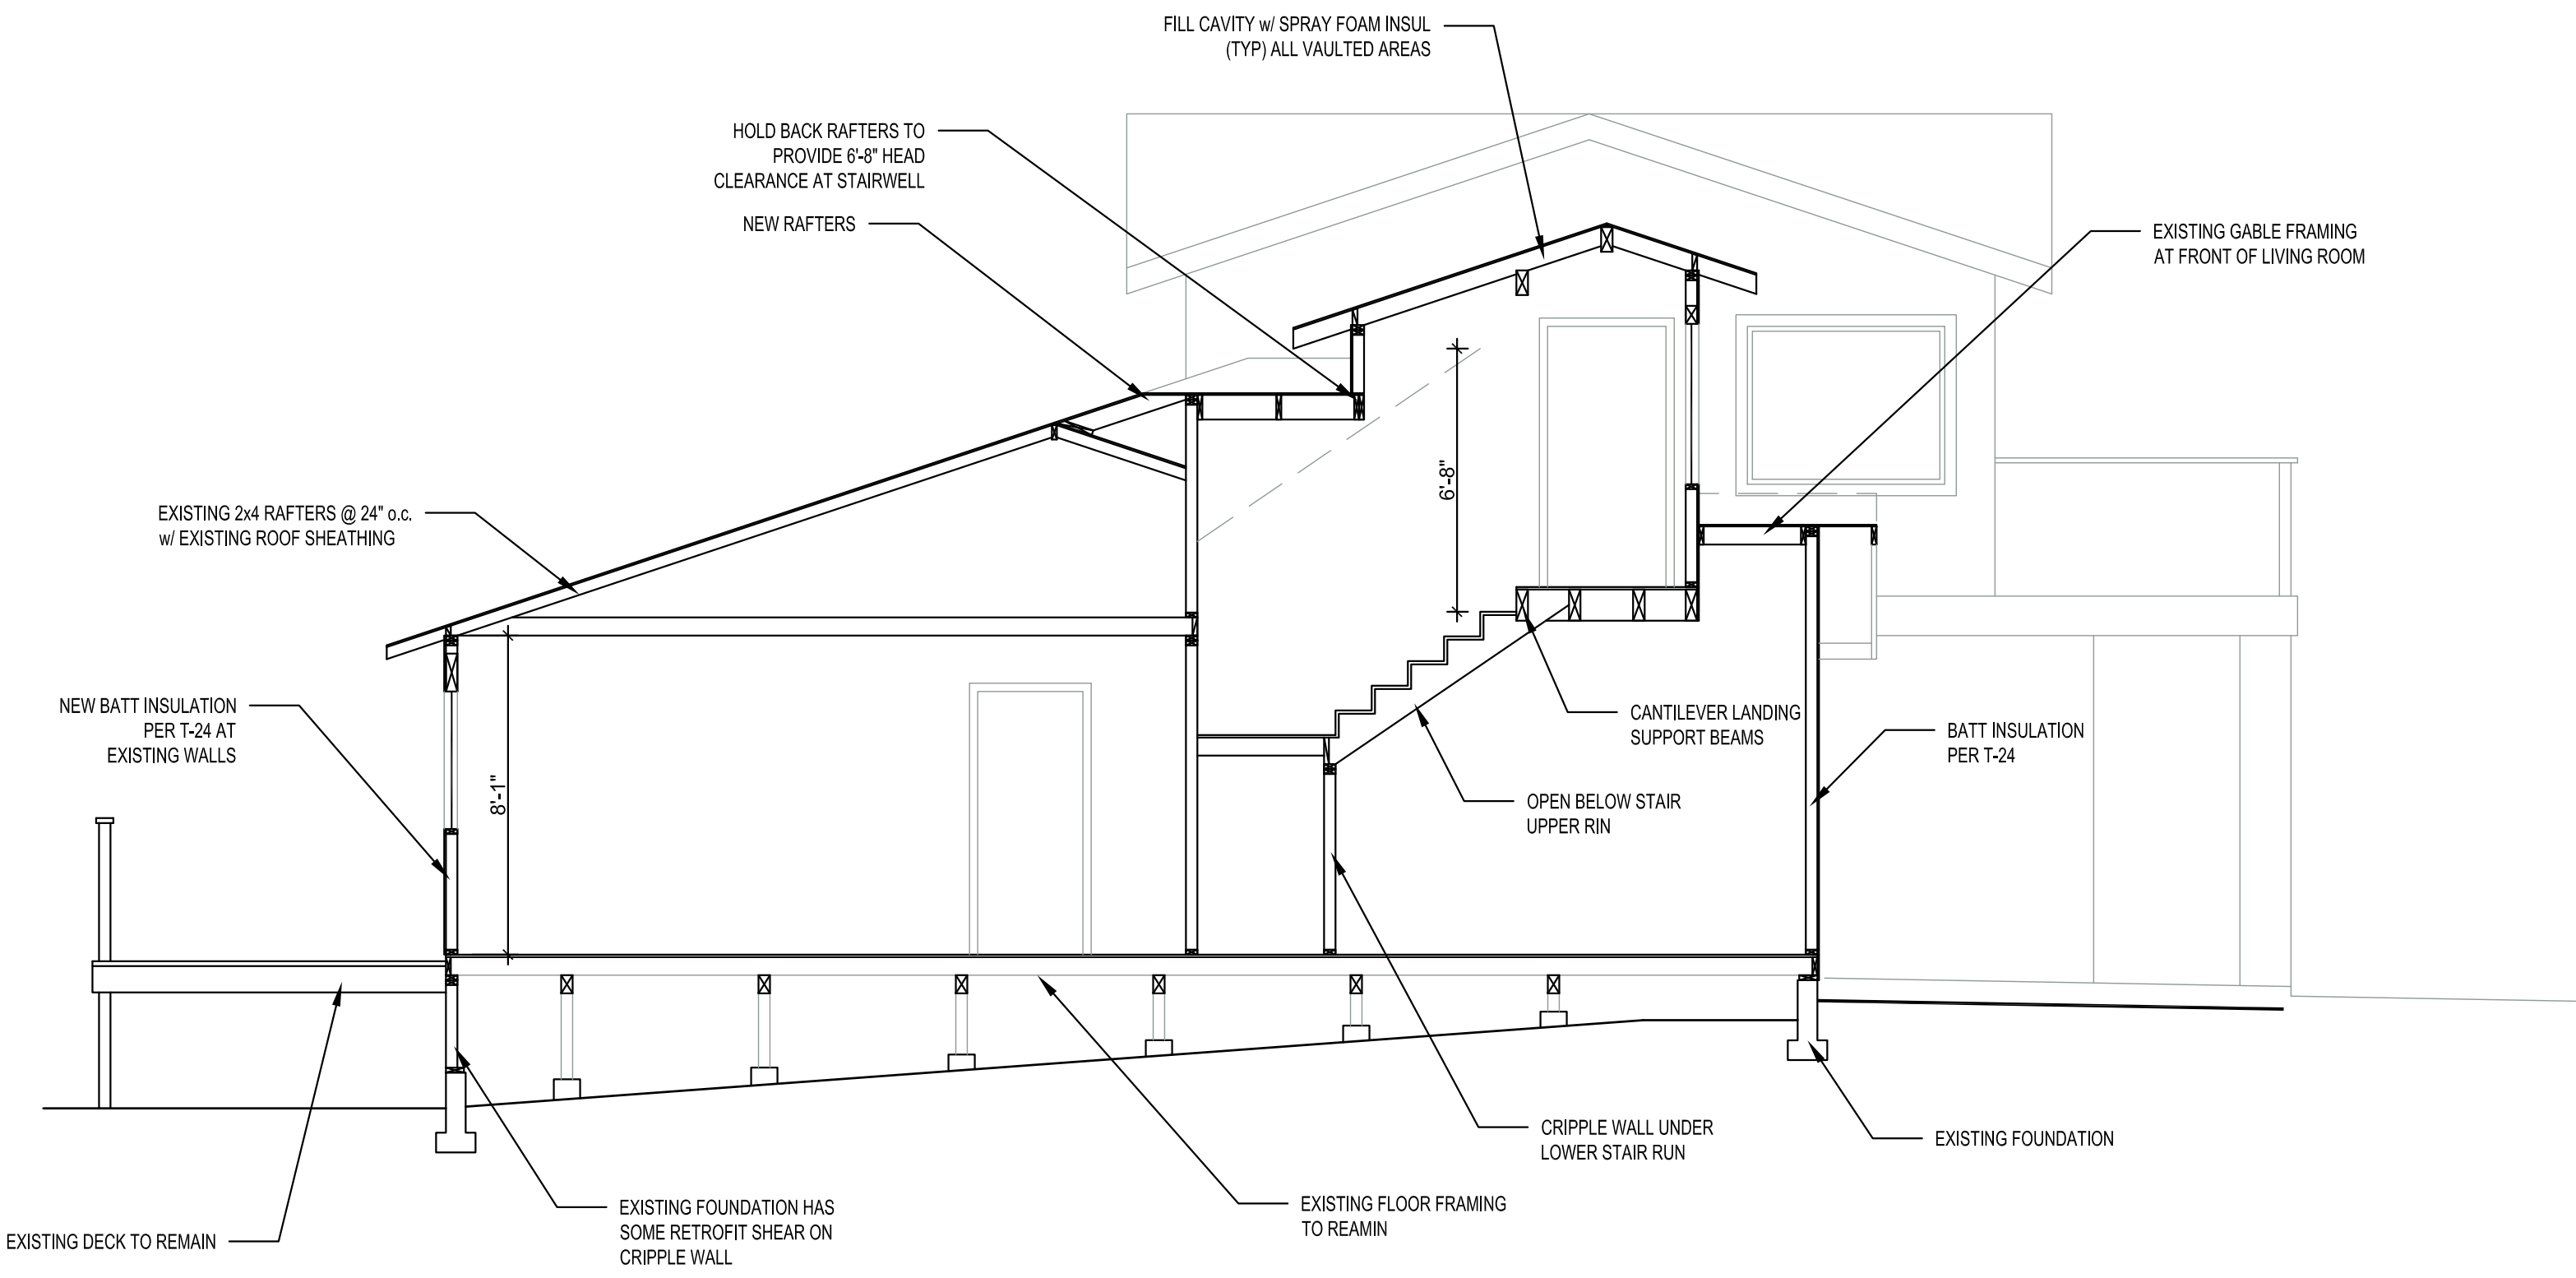 FILL CAVITY w/ SPRAY FOAM INSUL
(TYP) ALL VAULTED AREAS
HOLD BACK RAFTERS TO
PROVIDE 6'-8" HEAD
CLEARANCE AT STAIRWELL
NEW RAFTERS
EXISTING GABLE FRAMING
AT FRONT OF LIVING ROOM
6'-8"
EXISTING 2x4 RAFTERS @ 24" o.c.
w/ EXISTING ROOF SHEATHING
NEW BATT INSULATION
PER T-24 AT
EXISTING WALLS
8'-1"
CANTILEVER LANDING
SUPPORT BEAMS
BATT INSULATION
PER T-24
OPEN BELOW STAIR
UPPER RIN
CRIPPLE WALL UNDER
LOWER STAIR RUN
EXISTING FOUNDATION
EXISTING FLOOR FRAMING
TO REAMIN
EXISTING FOUNDATION HAS
SOME RETROFIT SHEAR ON
CRIPPLE WALL
EXISTING DECK TO REMAIN